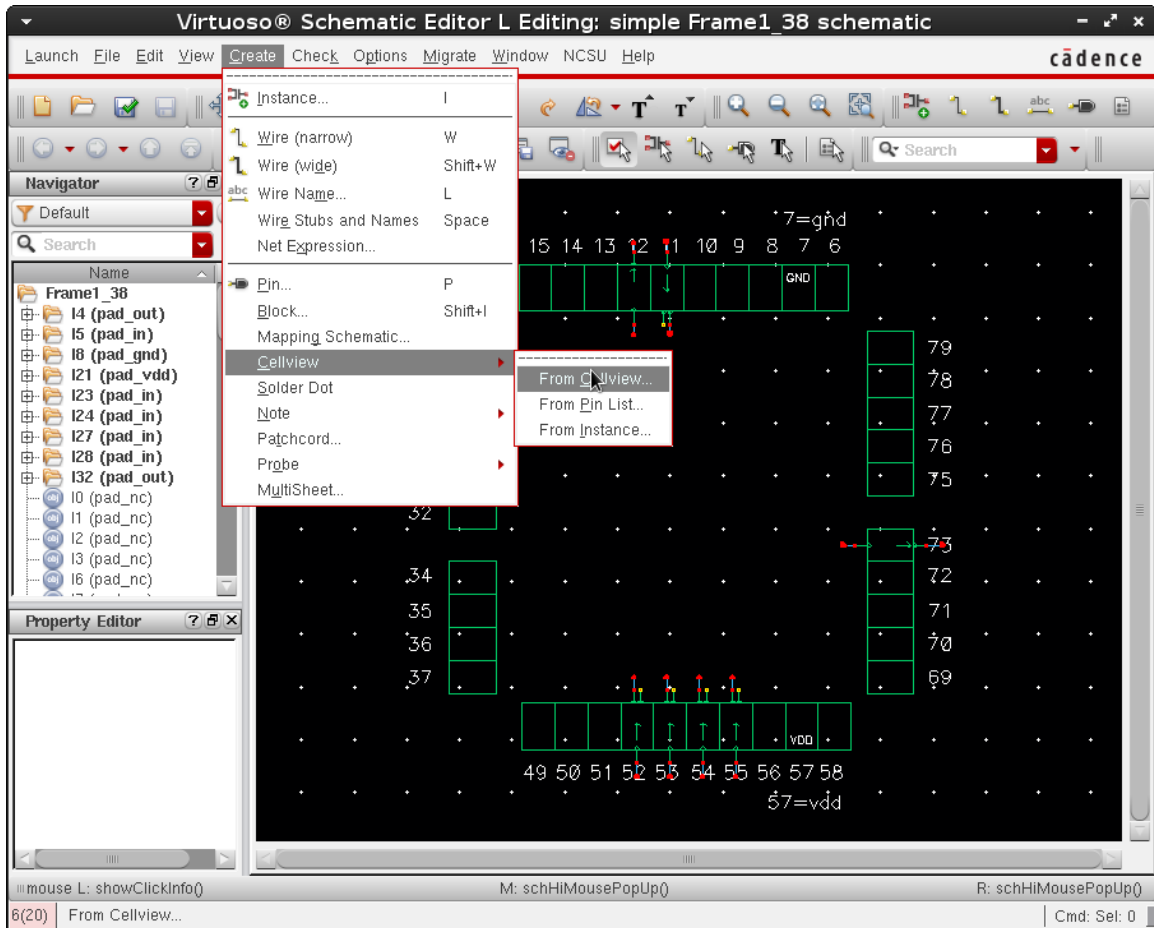 Virtuoso® Schematic Editor L Editing: simple Frame1_38 schematic
Launch File Edit View Create Check Options Migrate Window NCSU Help
cādence
Instance... I
Wire (narrow) W
Wire (wide) Shift+W
abc Wire Name... L
Wire Stubs and Names Space
Net Expression...
Pin... P
Block... Shift+I
Mapping Schematic...
Cellview
Solder Dot
Note
Patchcord...
Probe
MultiSheet...
From Cellview...
From Pin List...
From Instance...
T T
abc
T Search
Navigator
Default
Search
Name
Frame1_38
I4 (pad_out)
I5 (pad_in)
I8 (pad_gnd)
I21 (pad_vdd)
I23 (pad_in)
I24 (pad_in)
I27 (pad_in)
I28 (pad_in)
I32 (pad_out)
obj I0 (pad_nc)
obj I1 (pad_nc)
obj I2 (pad_nc)
obj I3 (pad_nc)
obj I6 (pad_nc)
Property Editor
7=gnd
15 14 13 12 11 10 9 8 7 6
GND
79
78
77
76
75
32
73
34 72
35 71
36 70
37 69
VDD
49 50 51 52 53 54 55 56 57 58
57=vdd
mouse L: showClickInfo() M: schHiMousePopUp() R: schHiMousePopUp()
6(20) From Cellview... Cmd: Sel: 0